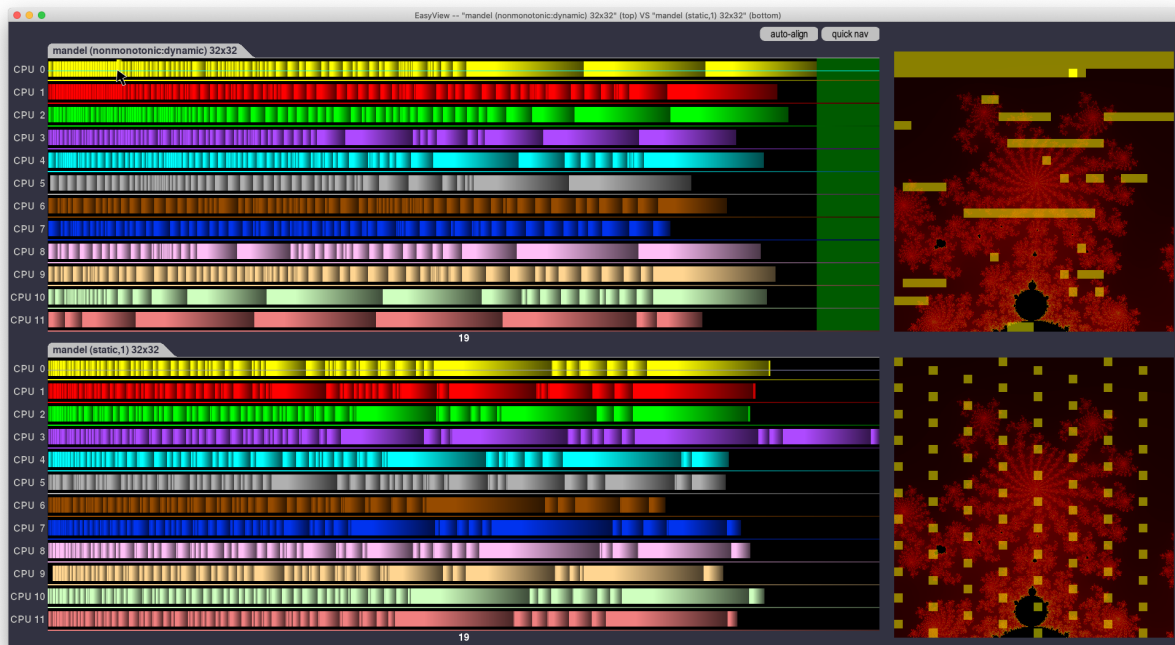 EasyView -- "mandel (nonmonotonic:dynamic) 32x32" (top) VS "mandel (static,1) 32x32" (bottom)
auto-align quick nav
mandel (nonmonotonic:dynamic) 32x32
CPU 0
CPU 1
CPU 2
CPU 3
CPU 4
CPU 5
CPU 6
CPU 7
CPU 8
CPU 9
CPU 10
CPU 11
19
mandel (static,1) 32x32
CPU 0
CPU 1
CPU 2
CPU 3
CPU 4
CPU 5
CPU 6
CPU 7
CPU 8
CPU 9
CPU 10
CPU 11
19